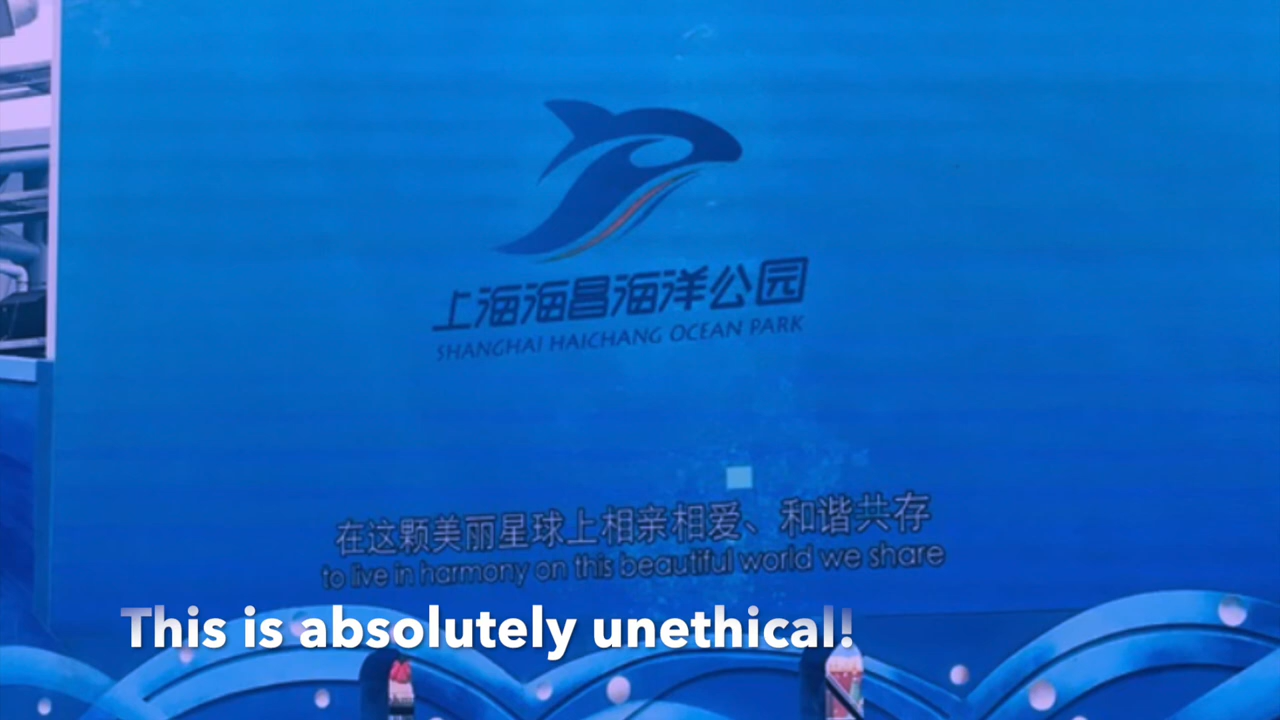 上海海昌海洋公园
SHANGHAI HAICHANG OCEAN PARK
在这颗美丽星球上相亲相爱、和谐共存
to live in harmony on this beautiful world we share
This is absolutely unethical!